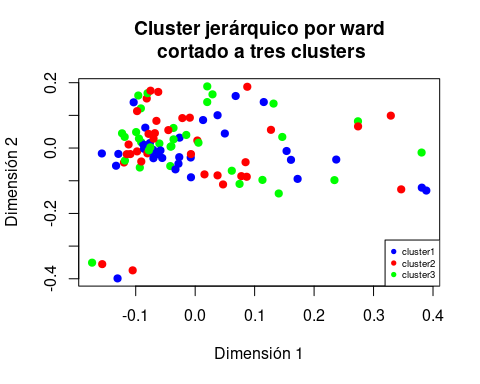 Cluster jerárquico por ward
cortado a tres clusters
Dimensión 2
0.2
0.0
-0.2
-0.4
cluster1
cluster2
cluster3
-0.1 0.0 0.1 0.2 0.3 0.4
Dimensión 1